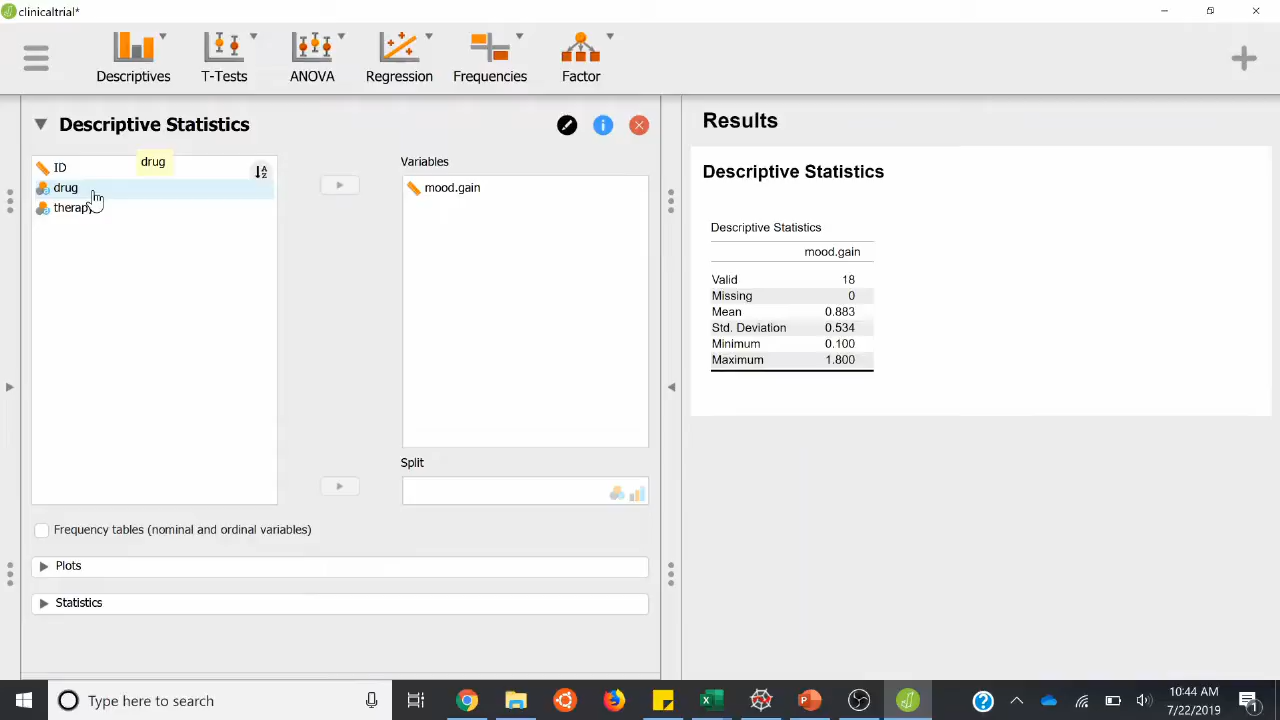 clinicaltrial*
Descriptives
T-Tests
ANOVA
Regression
Frequencies
Factor
Descriptive Statistics
ID
drug
drug
therapy
Variables
mood.gain
Split
Frequency tables (nominal and ordinal variables)
Plots
Statistics
Results
Descriptive Statistics
Descriptive Statistics
mood.gain
Valid 18
Missing 0
Mean 0.883
Std. Deviation 0.534
Minimum 0.100
Maximum 1.800
Type here to search
10:44 AM
7/22/2019
1